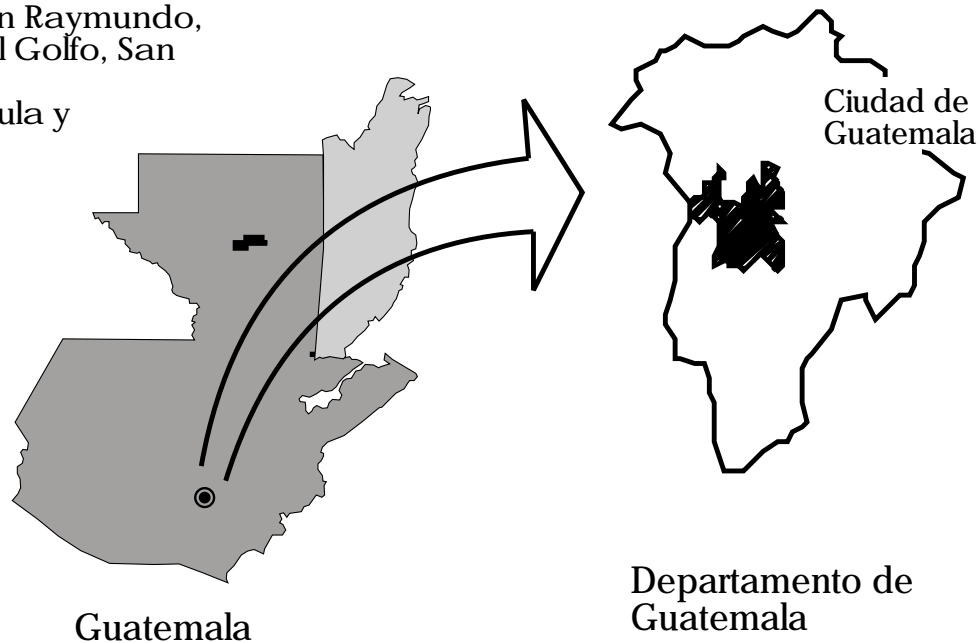 n Raymundo,
l Golfo, San
ula y
Ciudad de
Guatemala
Departamento de
Guatemala
Guatemala